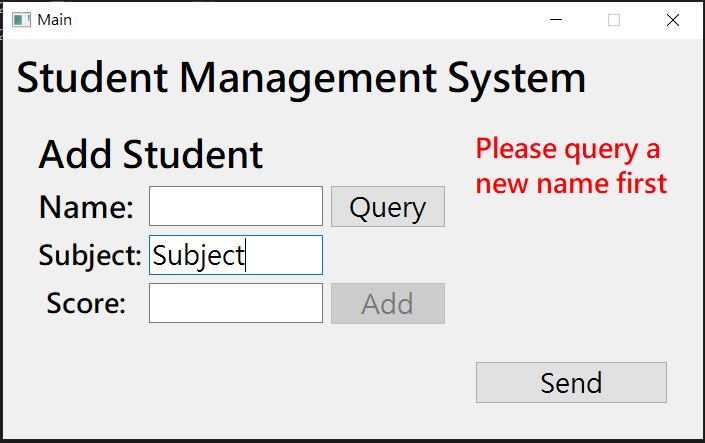 Main
Student Management System
Add Student
Please query a
new name first
Name:
Query
Subject:
Subject
Score:
Add
Send